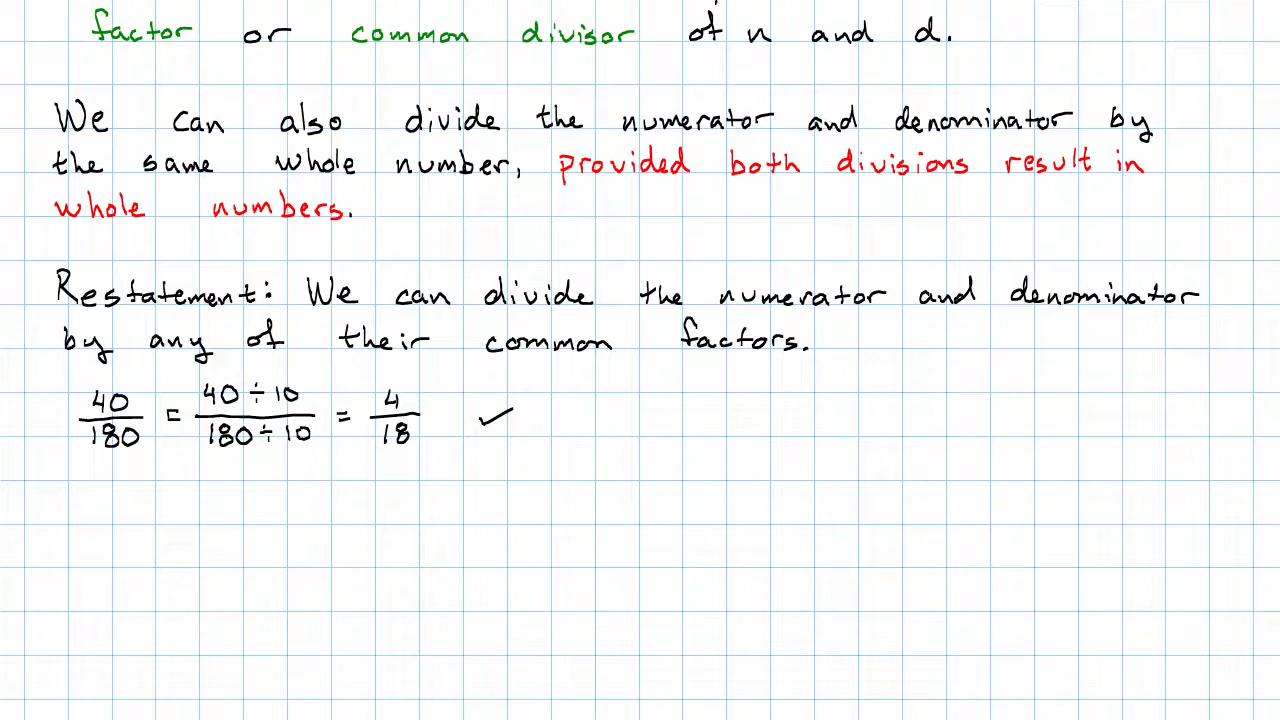 factor or common divisor of n and d.
We can also divide the numerator and denominator by
the same whole number, provided both divisions result in
whole numbers.
Restatement: We can divide the numerator and denominator
by any of their common factors.
40/180 = 40÷10/180÷10 = 4/18 ✓